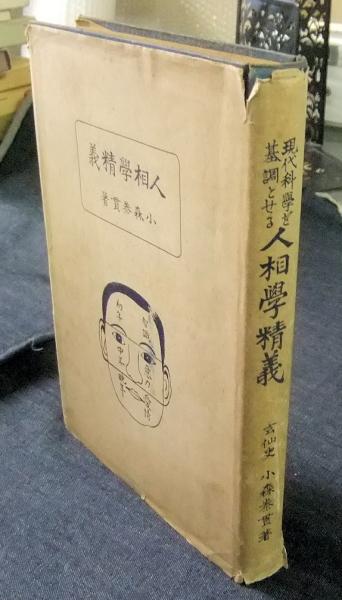 人相學精義
小森泰貫著
現代科學を
基調とせる
人相學精義
玄仙史 小森泰貫著